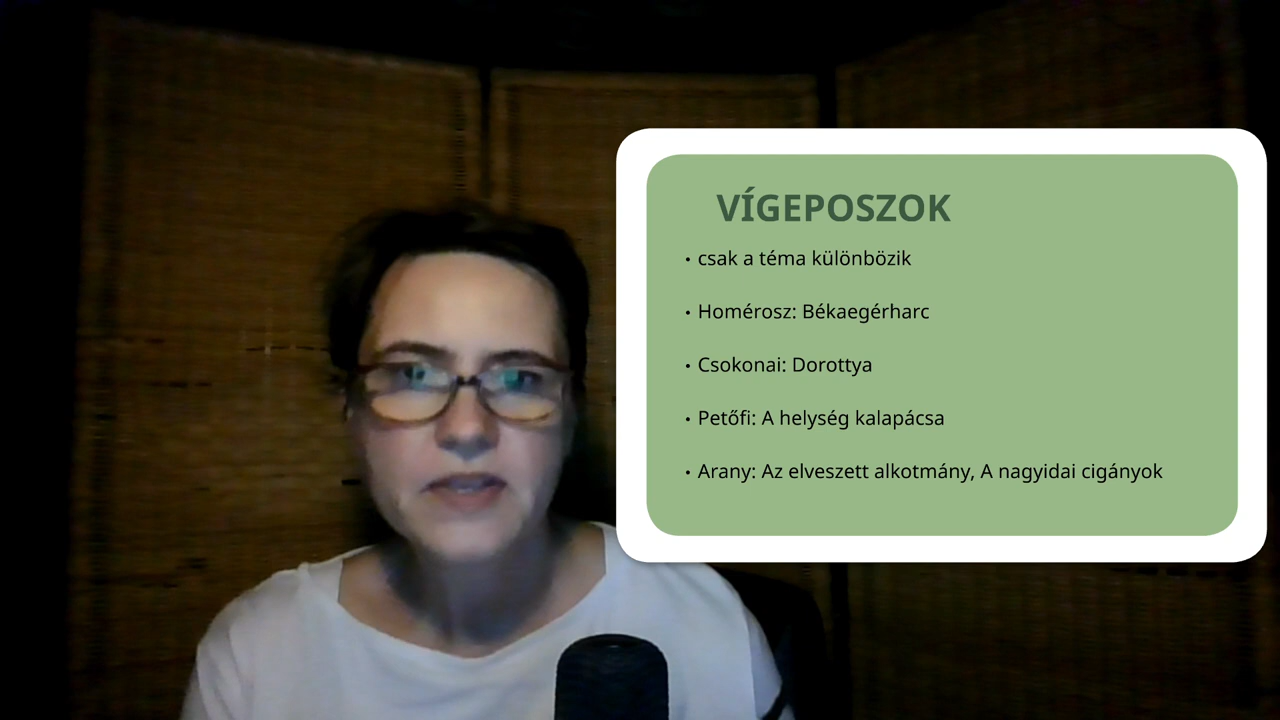 VÍGEPOSZOK
• csak a téma különbözik
• Homérosz: Békaegérharc
• Csokonai: Dorottya
• Petőfi: A helység kalapácsa
• Arany: Az elveszett alkotmány, A nagyidai cigányok